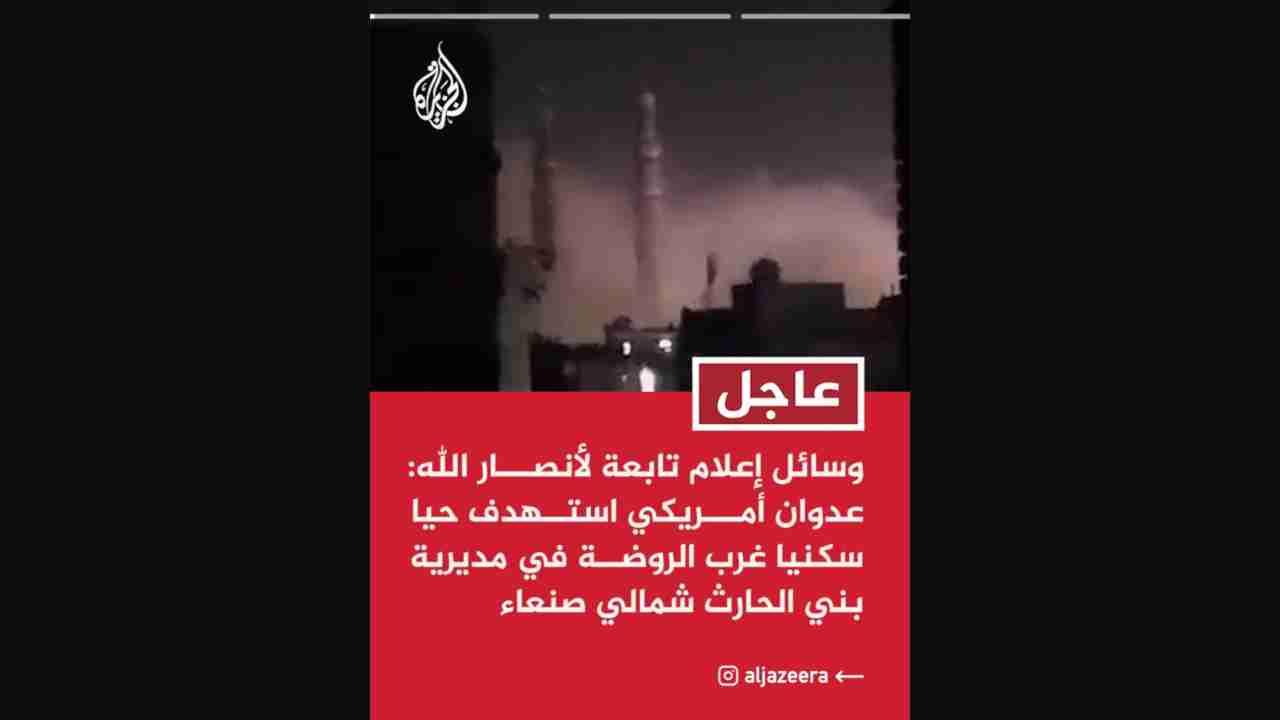 الجزيرة
عاجل
وسائل إعلام تابعة لأنصار الله:
عدوان أمريكي استهدف حيا
سكنيا غرب الروضة في مديرية
بني الحارث شمالي صنعاء
aljazeera